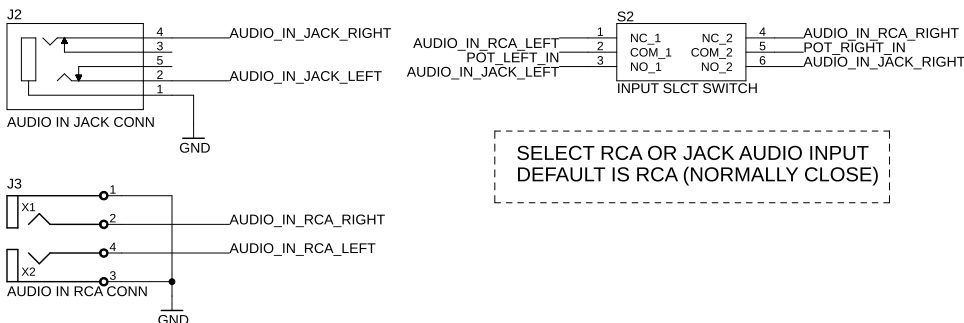 J2
4
AUDIO_IN_JACK_RIGHT
3
5
2
AUDIO_IN_JACK_LEFT
1
AUDIO IN JACK CONN
GND
S2
AUDIO_IN_RCA_LEFT 1 NC_1 NC_2 4 AUDIO_IN_RCA_RIGHT
POT_LEFT_IN 2 COM_1 COM_2 5 POT_RIGHT_IN
AUDIO_IN_JACK_LEFT 3 NO_1 NO_2 6 AUDIO_IN_JACK_RIGHT
INPUT SLCT SWITCH
SELECT RCA OR JACK AUDIO INPUT
DEFAULT IS RCA (NORMALLY CLOSE)
J3
1
X1
2
AUDIO_IN_RCA_RIGHT
4
AUDIO_IN_RCA_LEFT
X2
3
AUDIO IN RCA CONN
GND